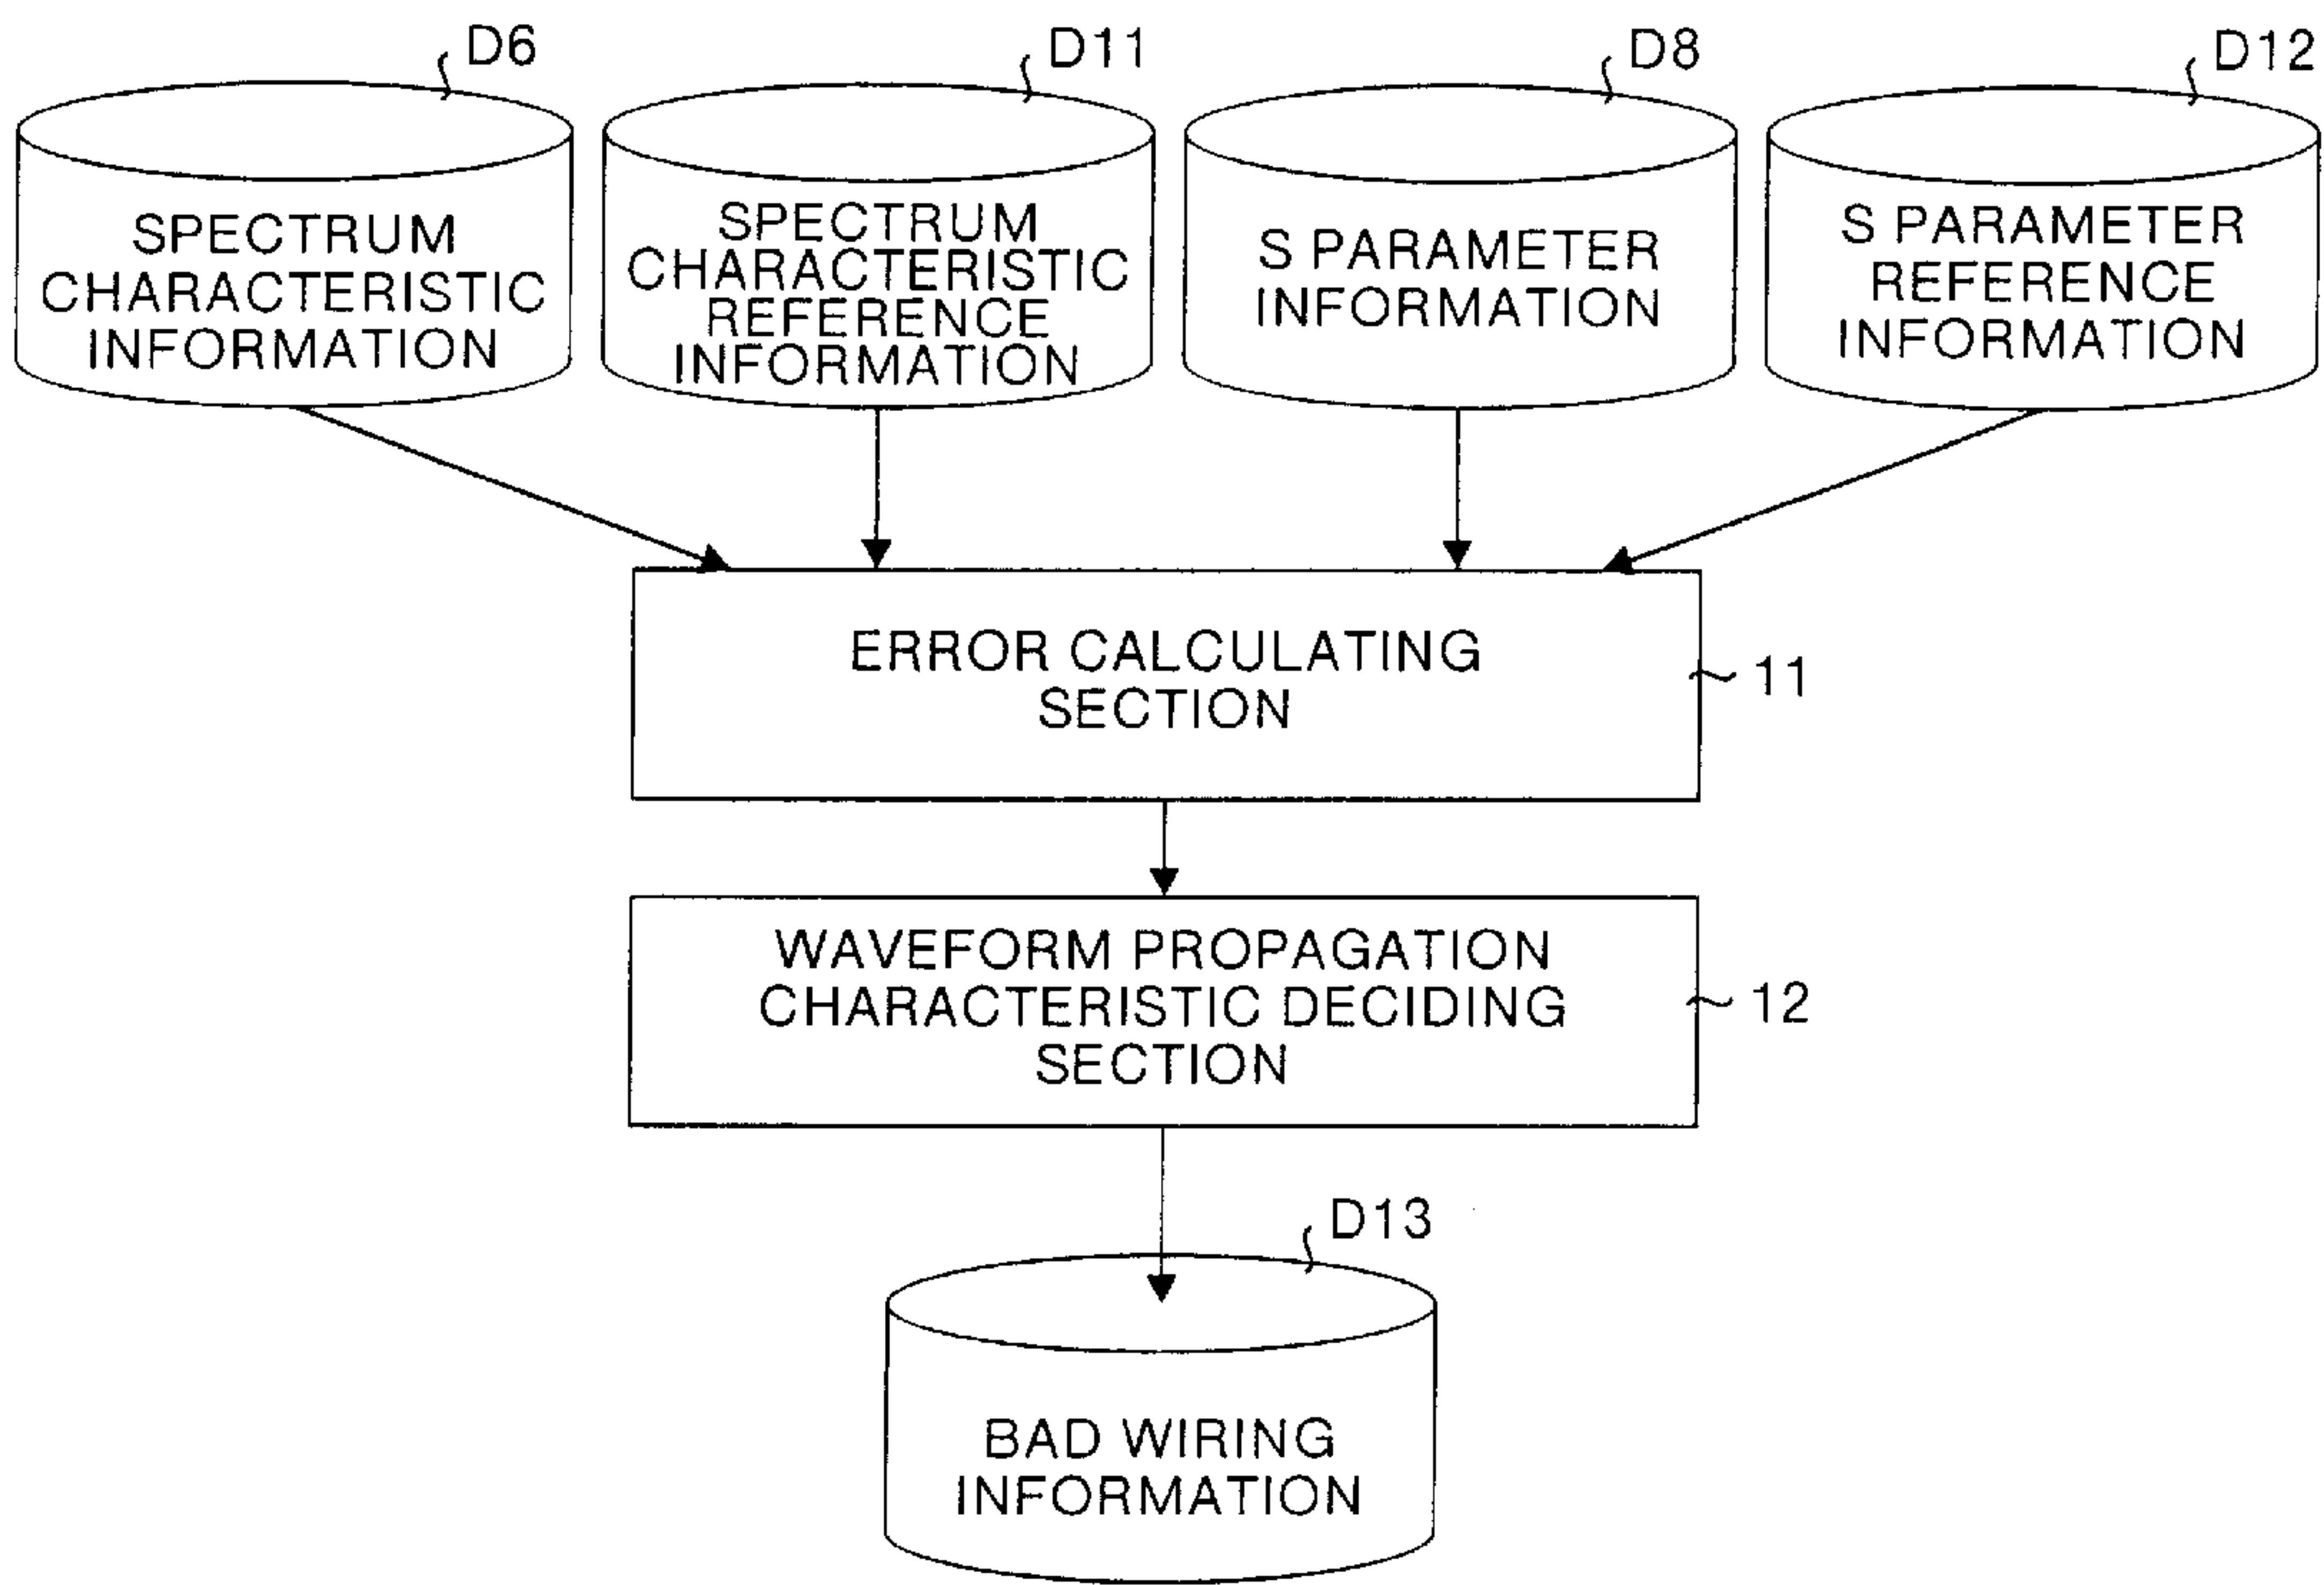 D6
D11
D8
D12
SPECTRUM
CHARACTERISTIC
INFORMATION
SPECTRUM
CHARACTERISTIC
REFERENCE
INFORMATION
S PARAMETER
INFORMATION
S PARAMETER
REFERENCE
INFORMATION
ERROR CALCULATING
SECTION
11
WAVEFORM PROPAGATION
CHARACTERISTIC DECIDING
SECTION
12
D13
BAD WIRING
INFORMATION